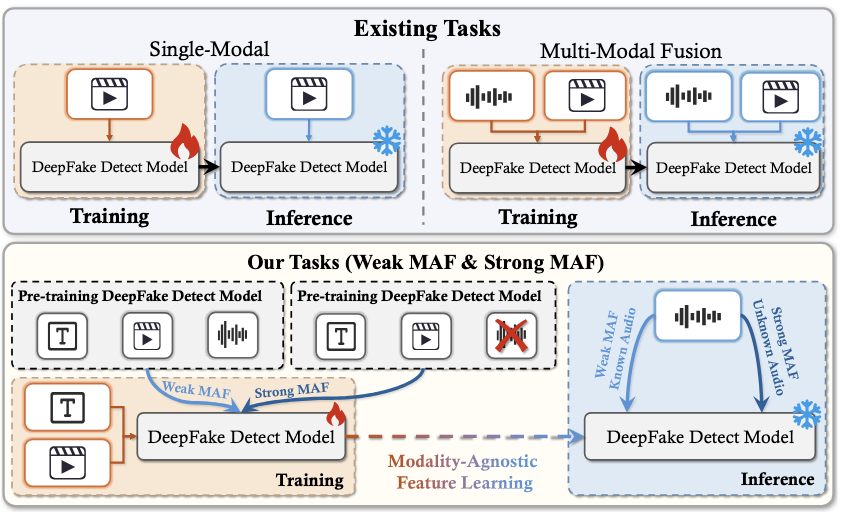 Existing Tasks
Single-Modal
Multi-Modal Fusion
DeepFake Detect Model
DeepFake Detect Model
DeepFake Detect Model
DeepFake Detect Model
Training
Inference
Training
Inference
Our Tasks (Weak MAF & Strong MAF)
Pre-training DeepFake Detect Model
Pre-training DeepFake Detect Model
T
T
Weak MAF
Known Audio
Strong MAF
Unknown Audio
Weak MAF
Strong MAF
T
DeepFake Detect Model
DeepFake Detect Model
Modality-Agnostic
Feature Learning
Training
Inference